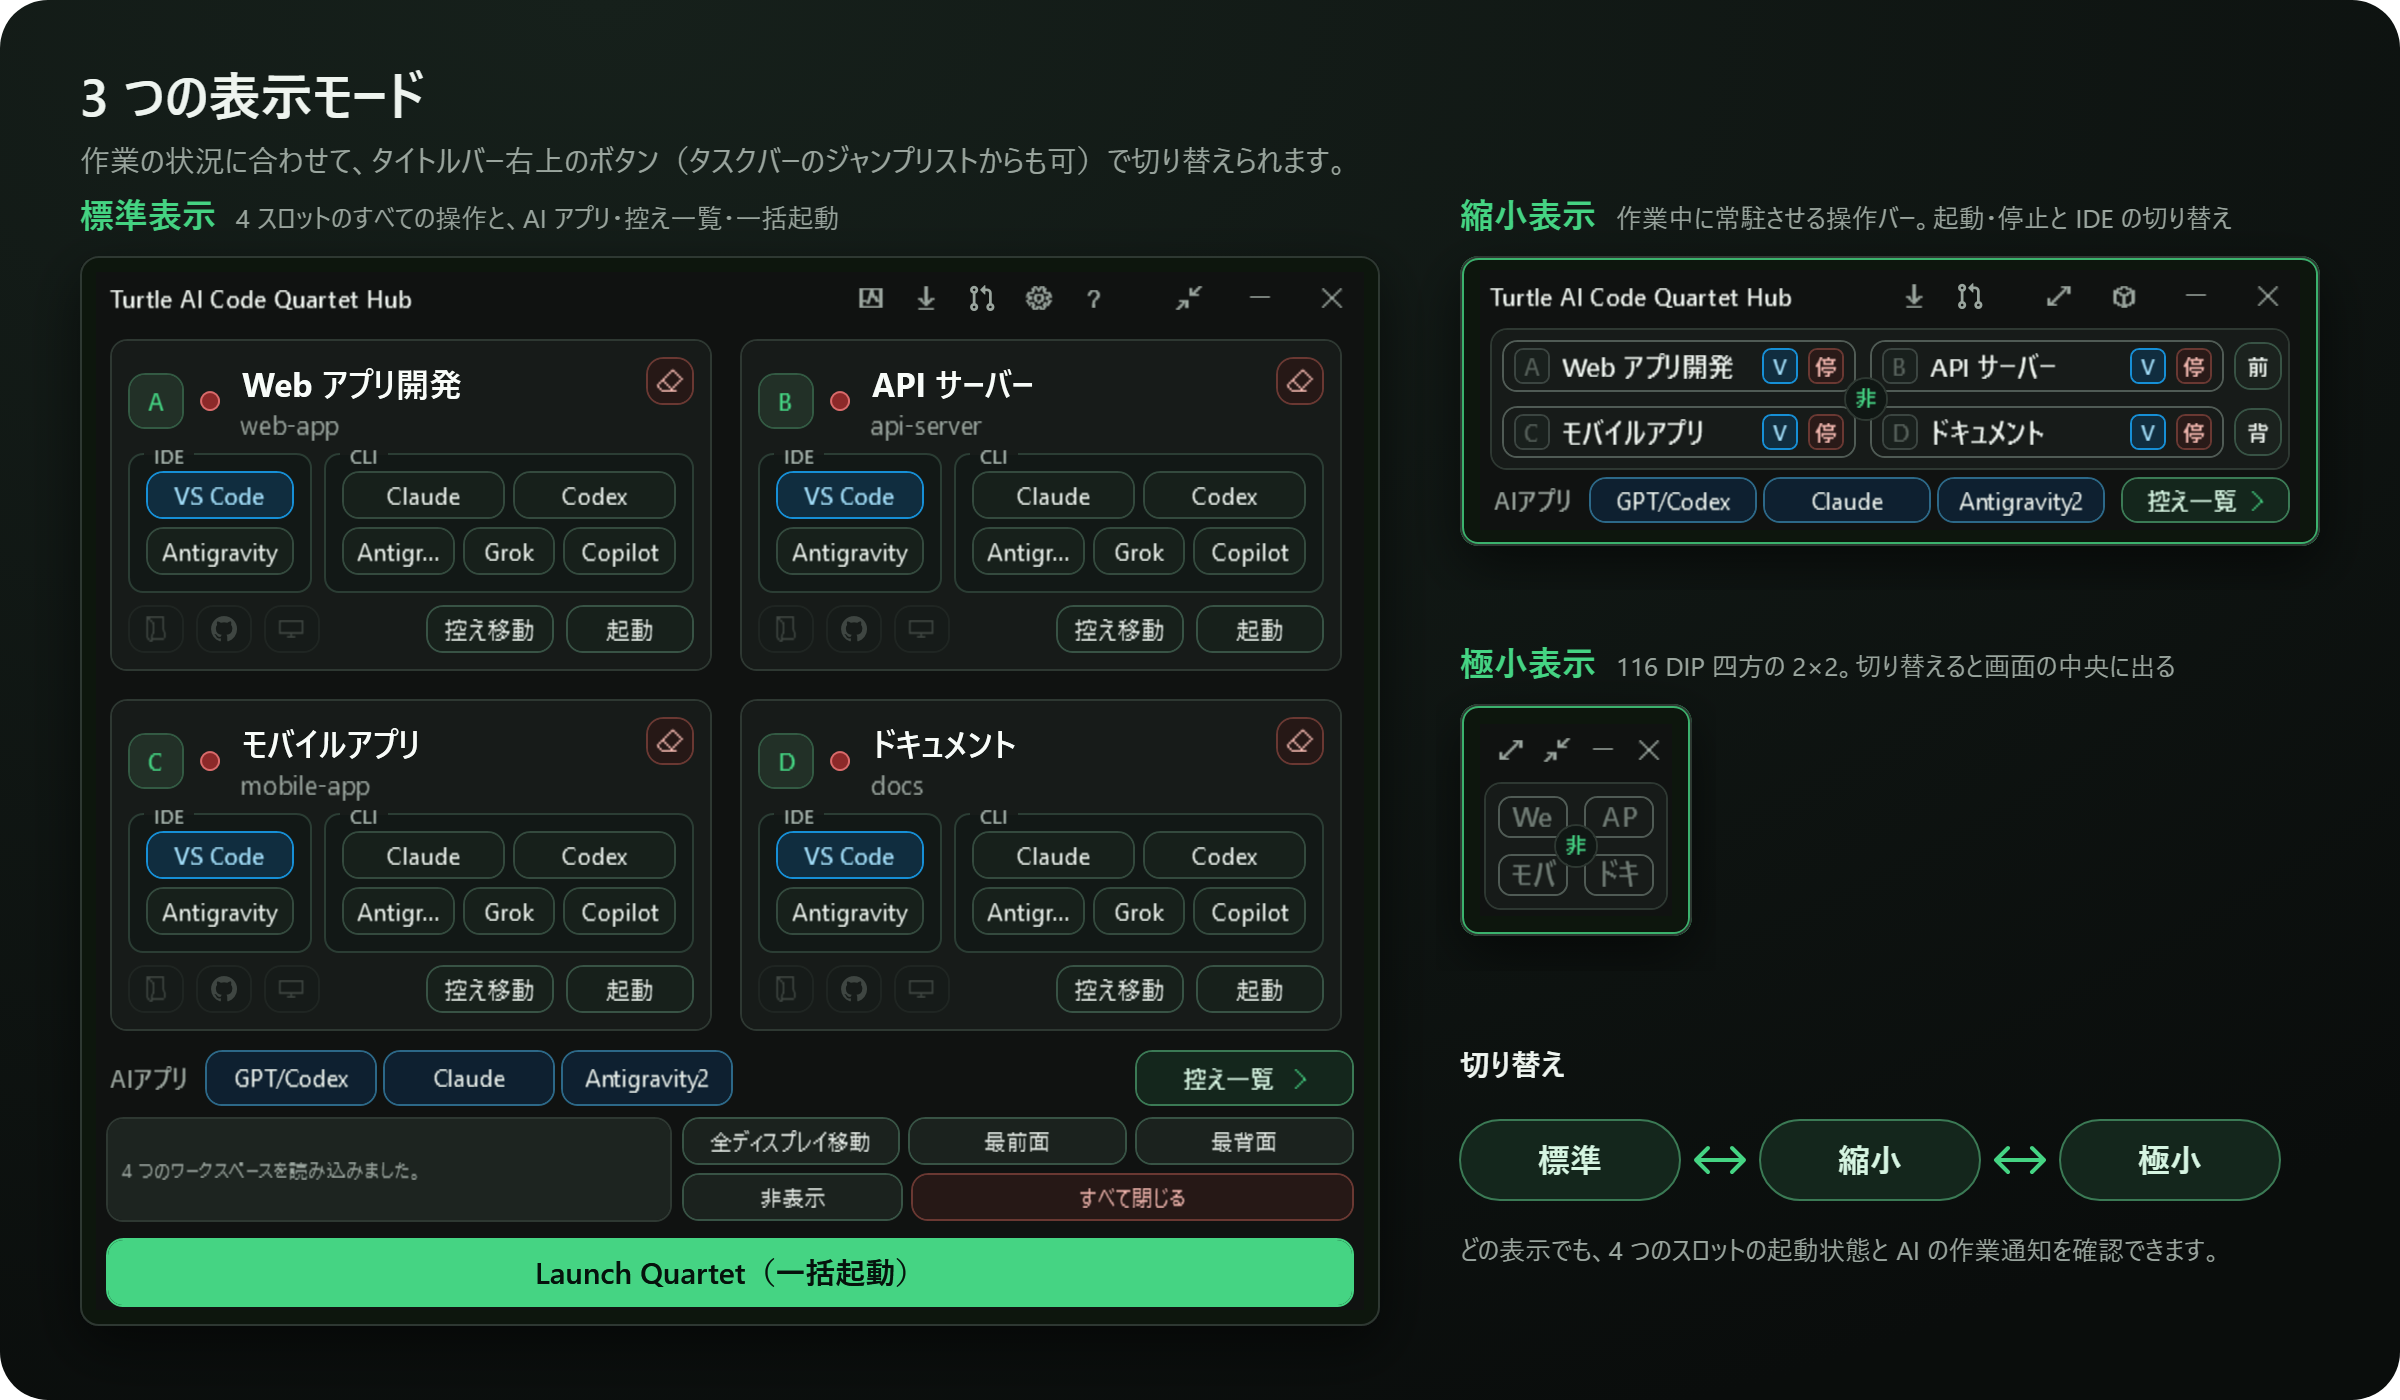 3 つの表示モード
作業の状況に合わせて、タイトルバー右上のボタン（タスクバーのジャンプリストからも可）で切り替えられます。
標準表示 4 スロットのすべての操作と、AI アプリ・控え一覧・一括起動
Turtle AI Code Quartet Hub
A Web アプリ開発
web-app
IDE CLI
VS Code Claude Codex
Antigravity Antigr... Grok Copilot
控え移動 起動
B API サーバー
api-server
IDE CLI
VS Code Claude Codex
Antigravity Antigr... Grok Copilot
控え移動 起動
C モバイルアプリ
mobile-app
IDE CLI
VS Code Claude Codex
Antigravity Antigr... Grok Copilot
控え移動 起動
D ドキュメント
docs
IDE CLI
VS Code Claude Codex
Antigravity Antigr... Grok Copilot
控え移動 起動
AIアプリ GPT/Codex Claude Antigravity2 控え一覧
4 つのワークスペースを読み込みました。
全ディスプレイ移動 最前面 最背面
非表示 すべて閉じる
Launch Quartet（一括起動）
縮小表示 作業中に常駐させる操作バー。起動・停止と IDE の切り替え
Turtle AI Code Quartet Hub
A Web アプリ開発 V 停 B API サーバー V 停 前
非
C モバイルアプリ V 停 D ドキュメント V 停 背
AIアプリ GPT/Codex Claude Antigravity2 控え一覧
極小表示 116 DIP 四方の 2×2。切り替えると画面の中央に出る
We AP
非
モバ ドキ
切り替え
標準 縮小 極小
どの表示でも、4 つのスロットの起動状態と AI の作業通知を確認できます。